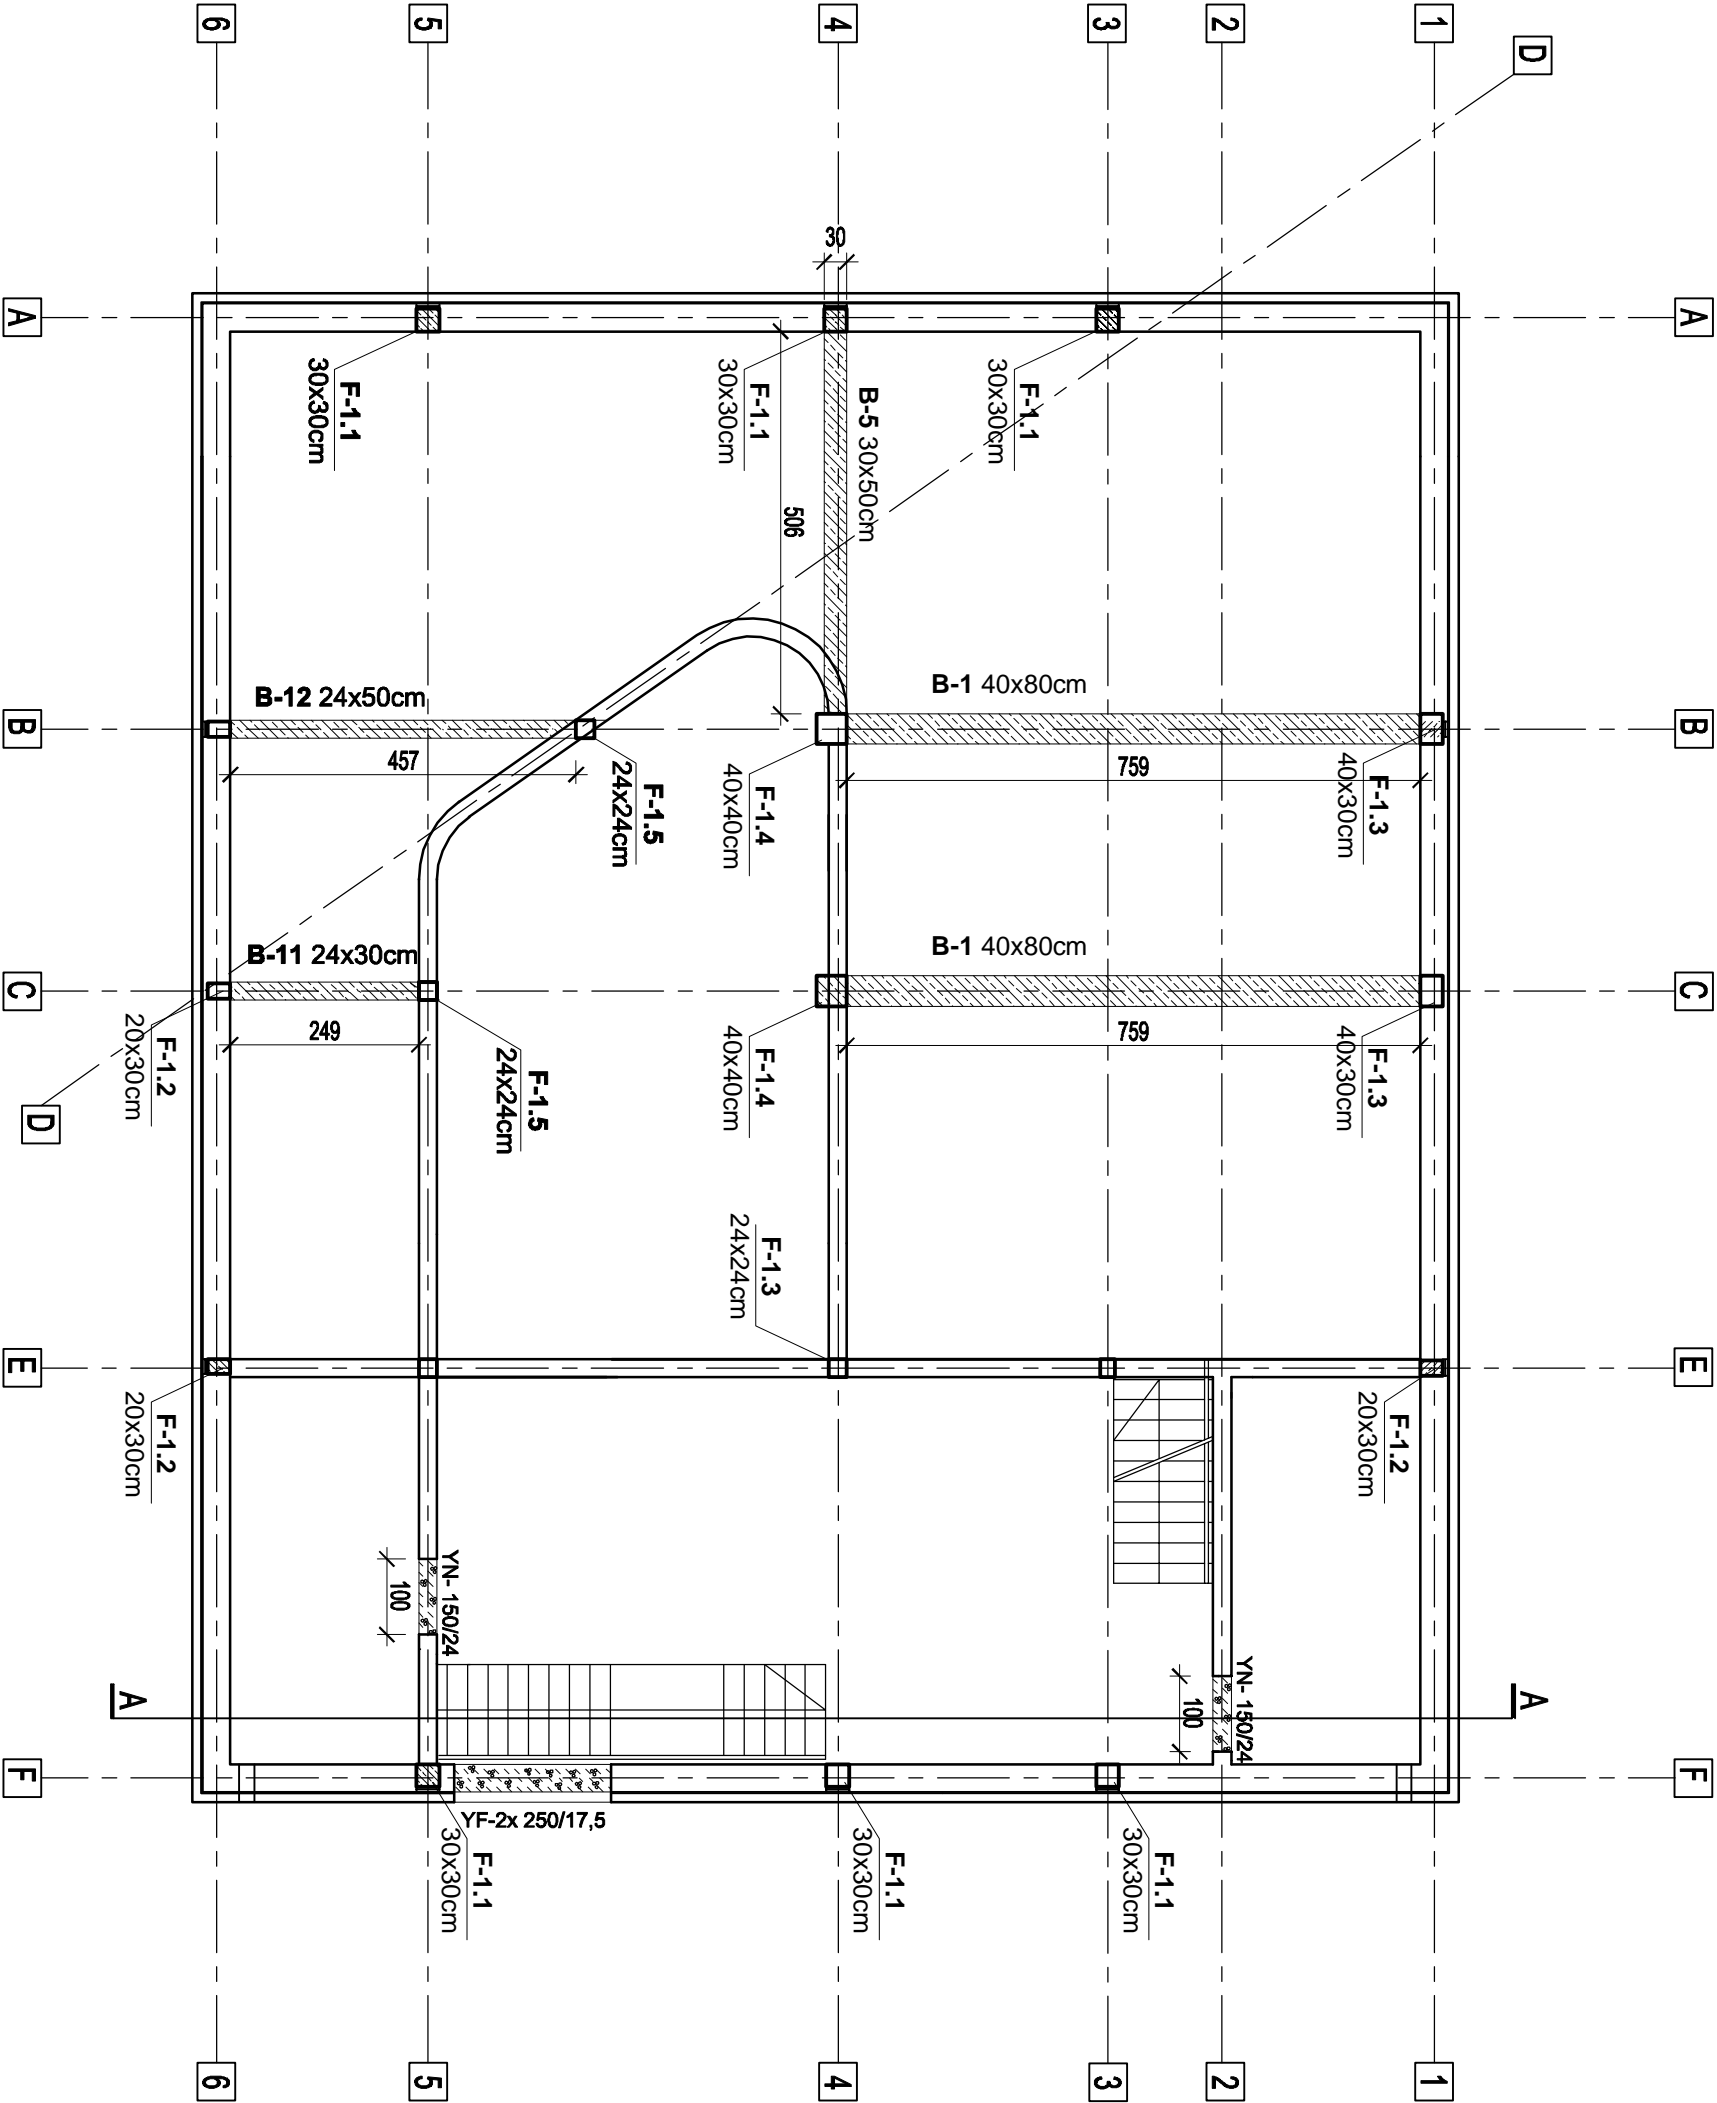 6
5
4
3
2
1
D
30
A
A
F-1.1
30x30cm
F-1.1
30x30cm
F-1.1
30x30cm
B-5 30x50cm
506
B-12 24x50cm
B-1 40x80cm
B
B
457
759
F-1.5
24x24cm
F-1.4
40x40cm
F-1.3
40x30cm
B-11 24x30cm
B-1 40x80cm
C
C
249
759
F-1.2
20x30cm
F-1.5
24x24cm
F-1.4
40x40cm
F-1.3
40x30cm
D
F-1.3
24x24cm
E
E
F-1.2
20x30cm
F-1.2
20x30cm
YN- 150/24
100
YN- 150/24
100
A
A
F
F
YF-2x 250/17,5
F-1.1
30x30cm
F-1.1
30x30cm
F-1.1
30x30cm
6
5
4
3
2
1